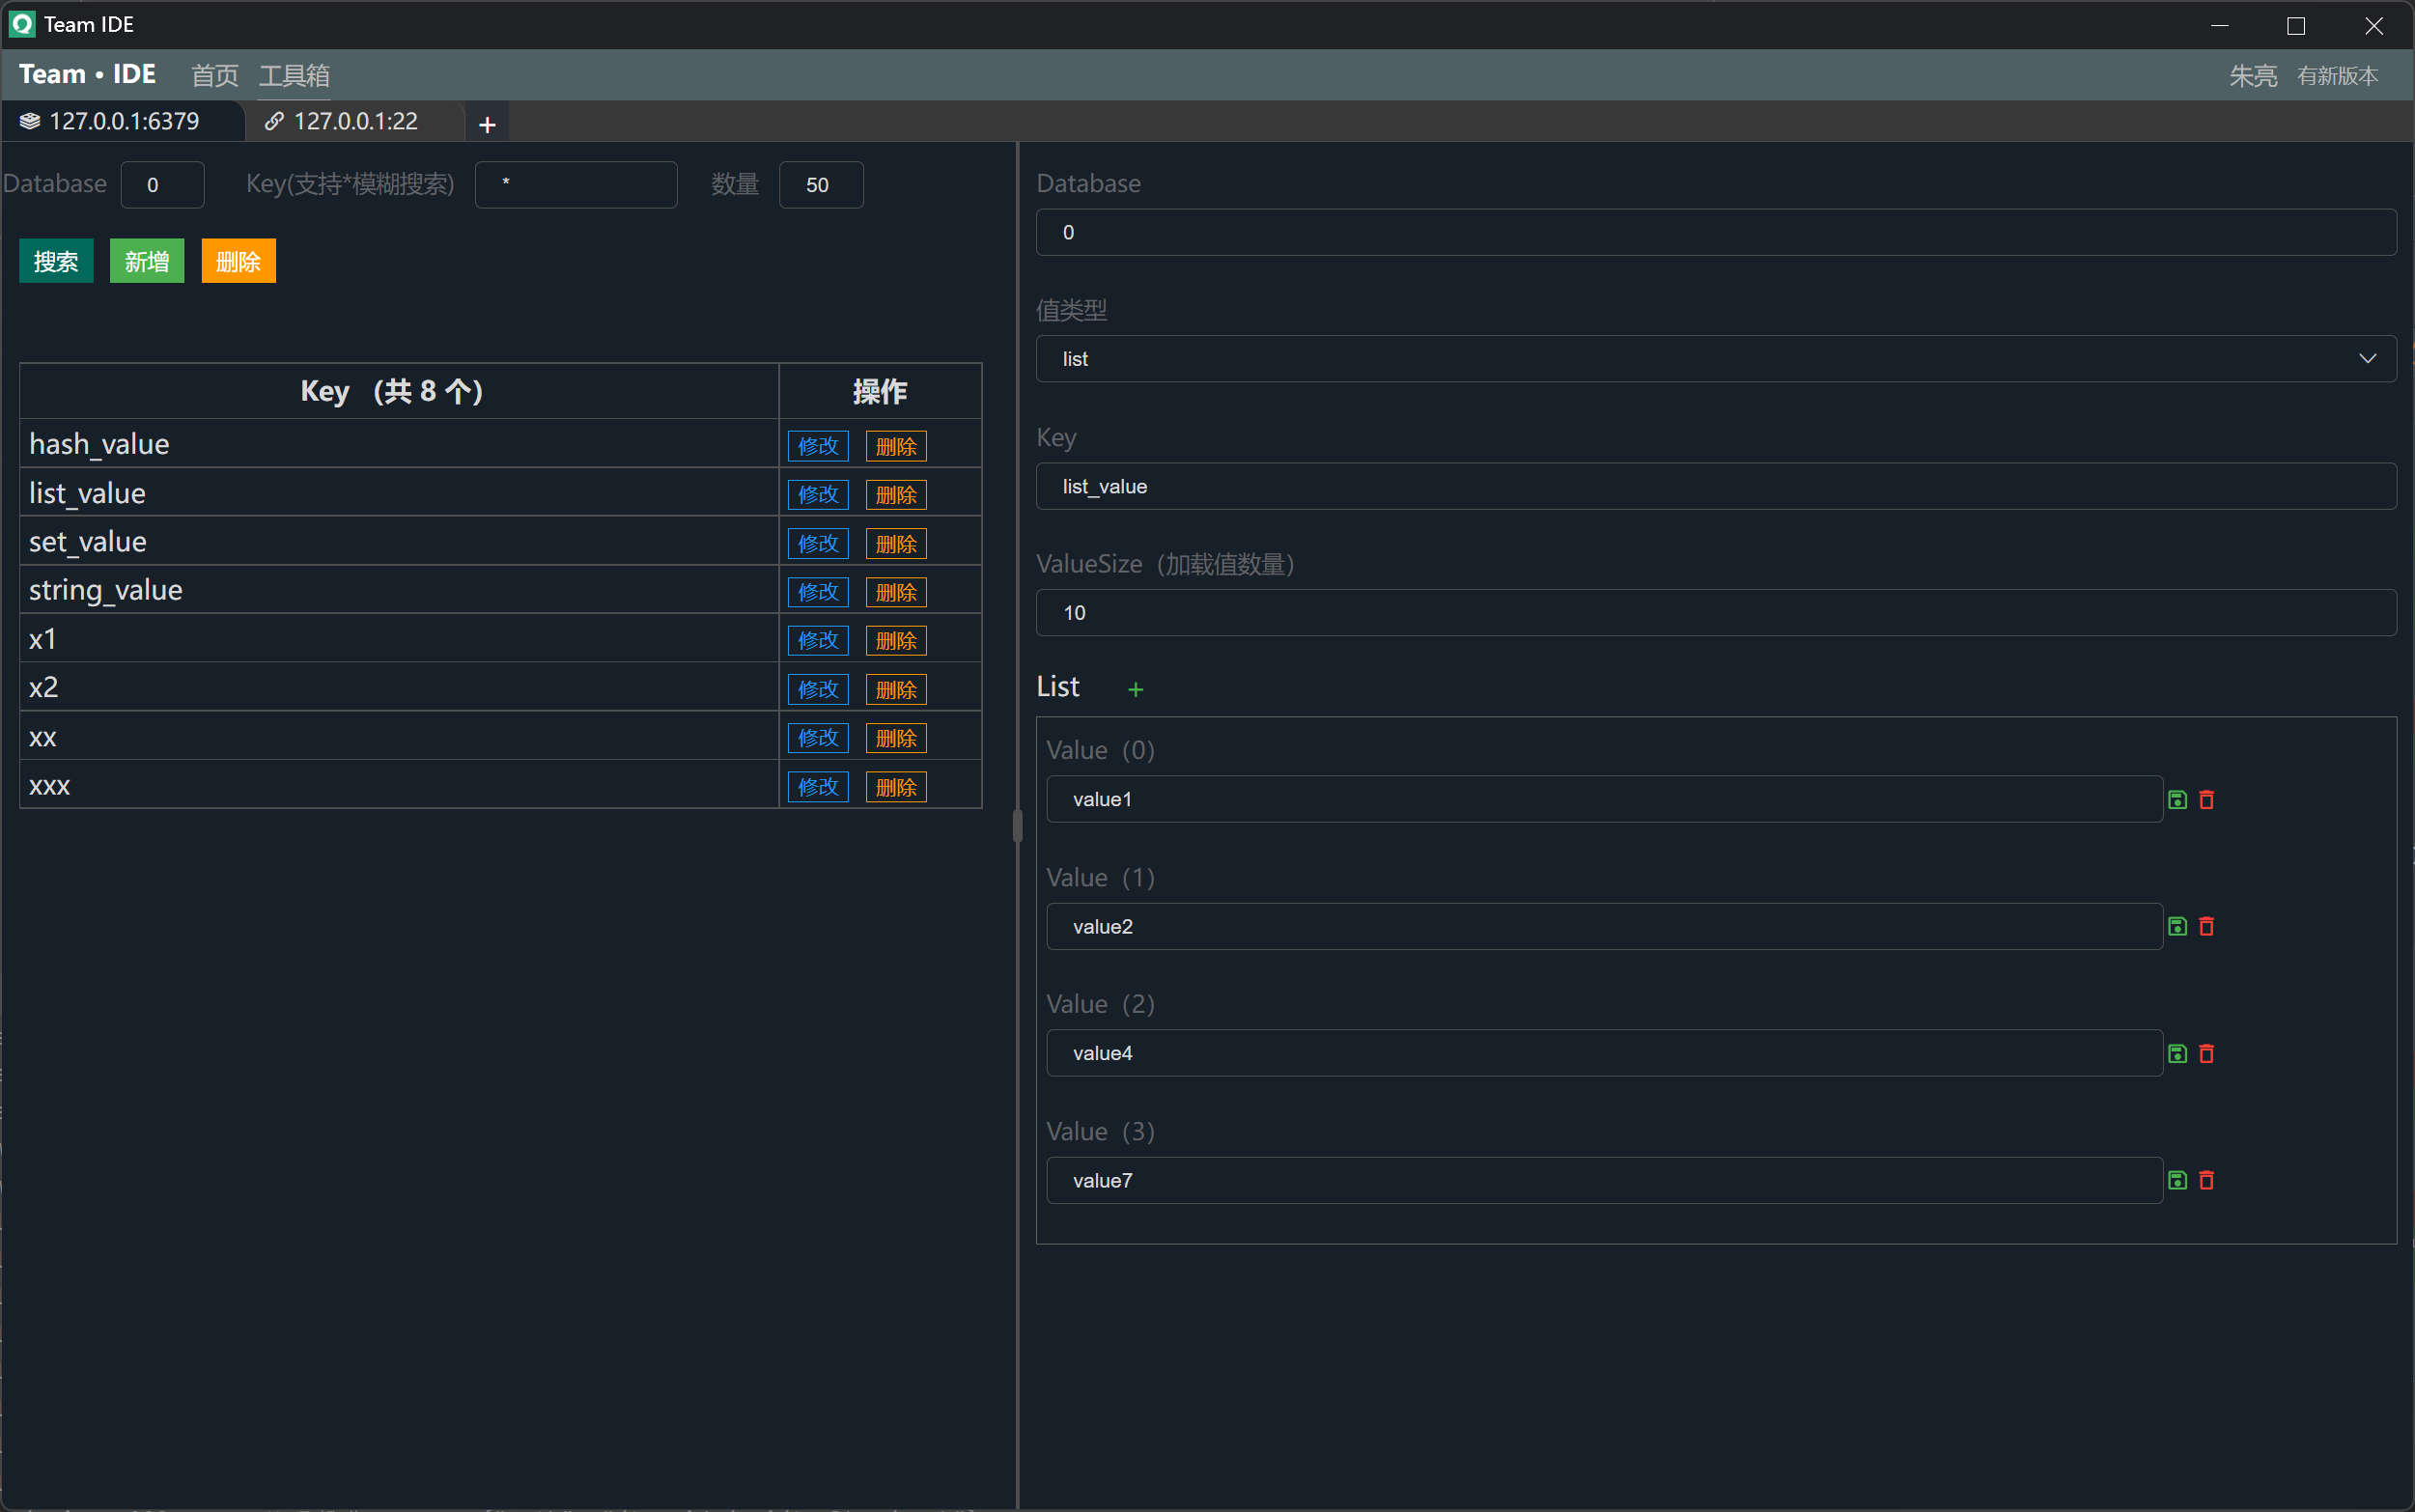 Team IDE
Team • IDE 首页 工具箱 朱亮 有新版本
127.0.0.1:6379 127.0.0.1:22 +
Database 0 Key(支持*模糊搜索) * 数量 50
搜索 新增 删除
Key （共 8 个） 操作
hash_value 修改 删除
list_value 修改 删除
set_value 修改 删除
string_value 修改 删除
x1 修改 删除
x2 修改 删除
xx 修改 删除
xxx 修改 删除
Database
0
值类型
list
Key
list_value
ValueSize（加载值数量）
10
List +
Value（0）
value1
Value（1）
value2
Value（2）
value4
Value（3）
value7